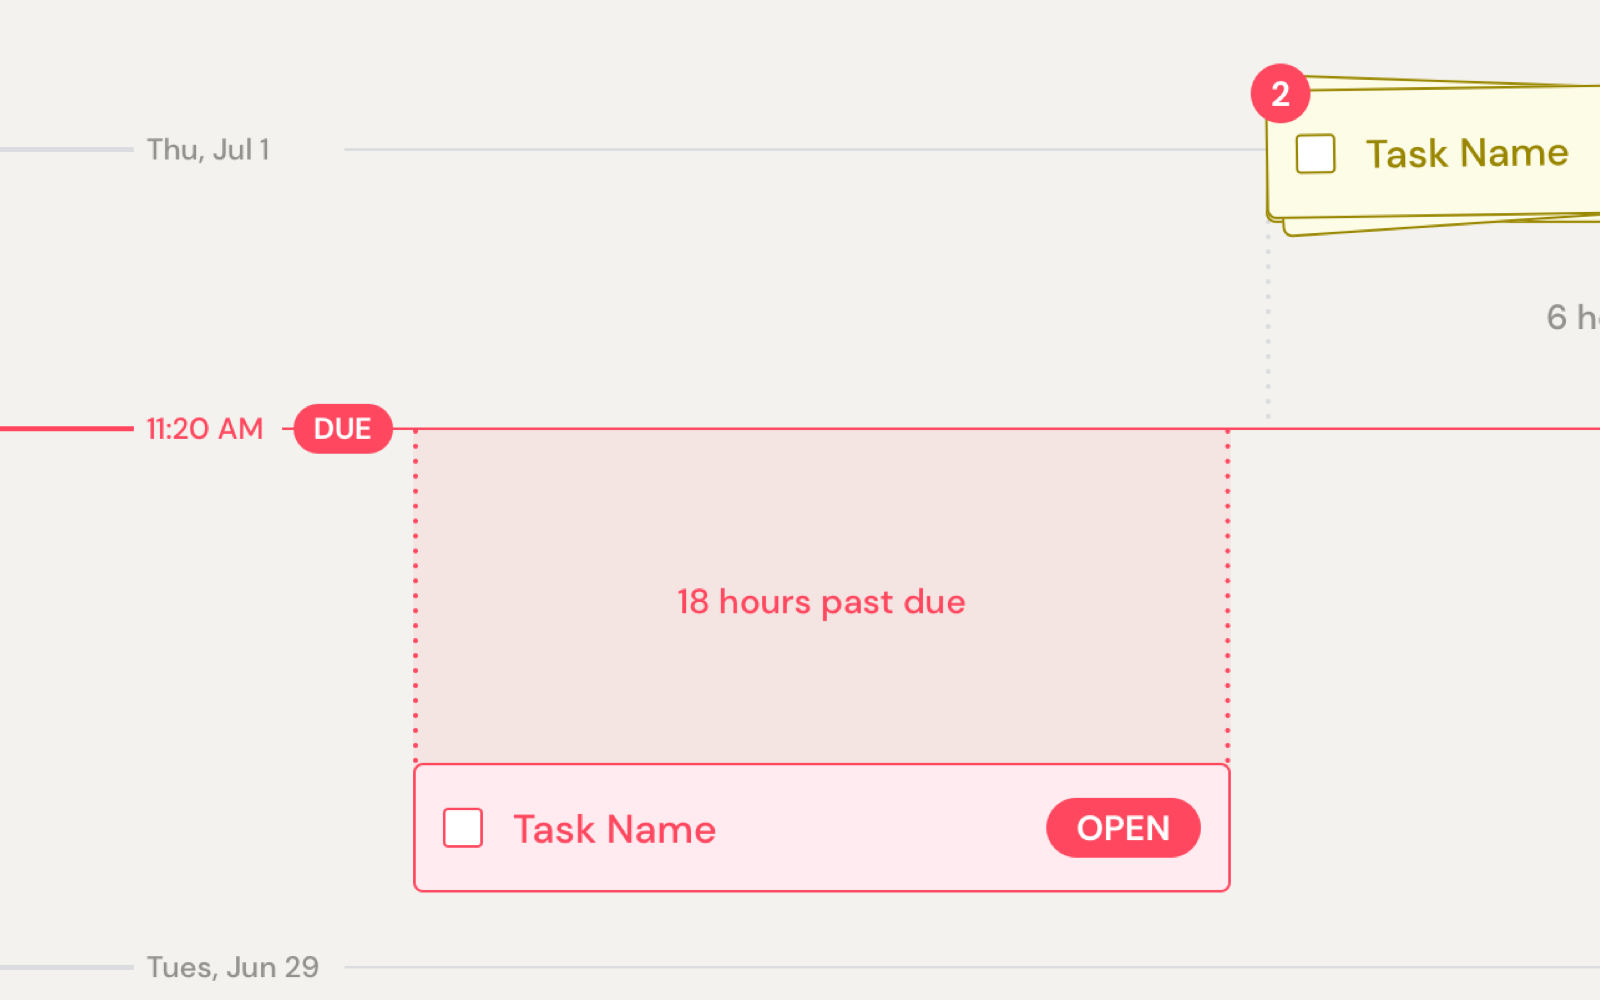 2
Thu, Jul 1
Task Name
6 h
11:20 AM
DUE
18 hours past due
Task Name
OPEN
Tues, Jun 29